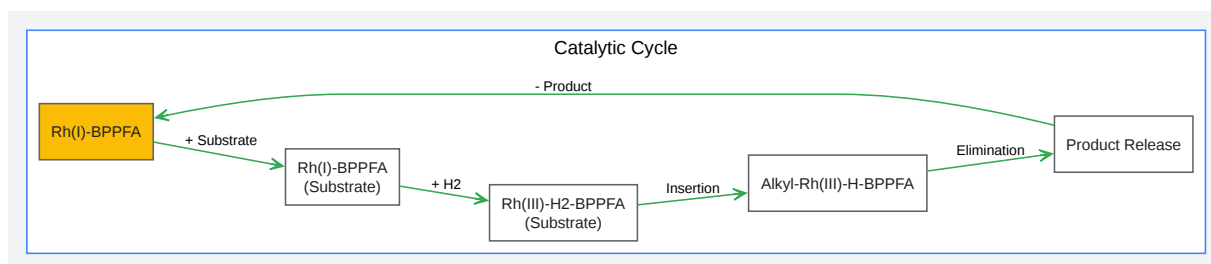 Catalytic Cycle
- Product
Rh(I)-BPPFA
+ Substrate
Rh(I)-BPPFA
(Substrate)
+ H2
Rh(III)-H2-BPPFA
(Substrate)
Insertion
Alkyl-Rh(III)-H-BPPFA
Elimination
Product Release